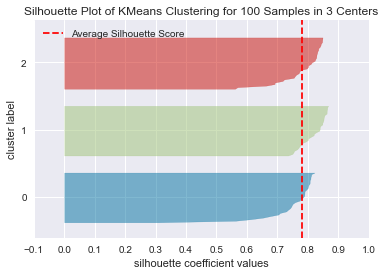 Silhouette Plot of KMeans Clustering for 100 Samples in 3 Centers
Average Silhouette Score
2
1
0
cluster label
-0.1 0.0 0.1 0.2 0.3 0.4 0.5 0.6 0.7 0.8 0.9 1.0
silhouette coefficient values